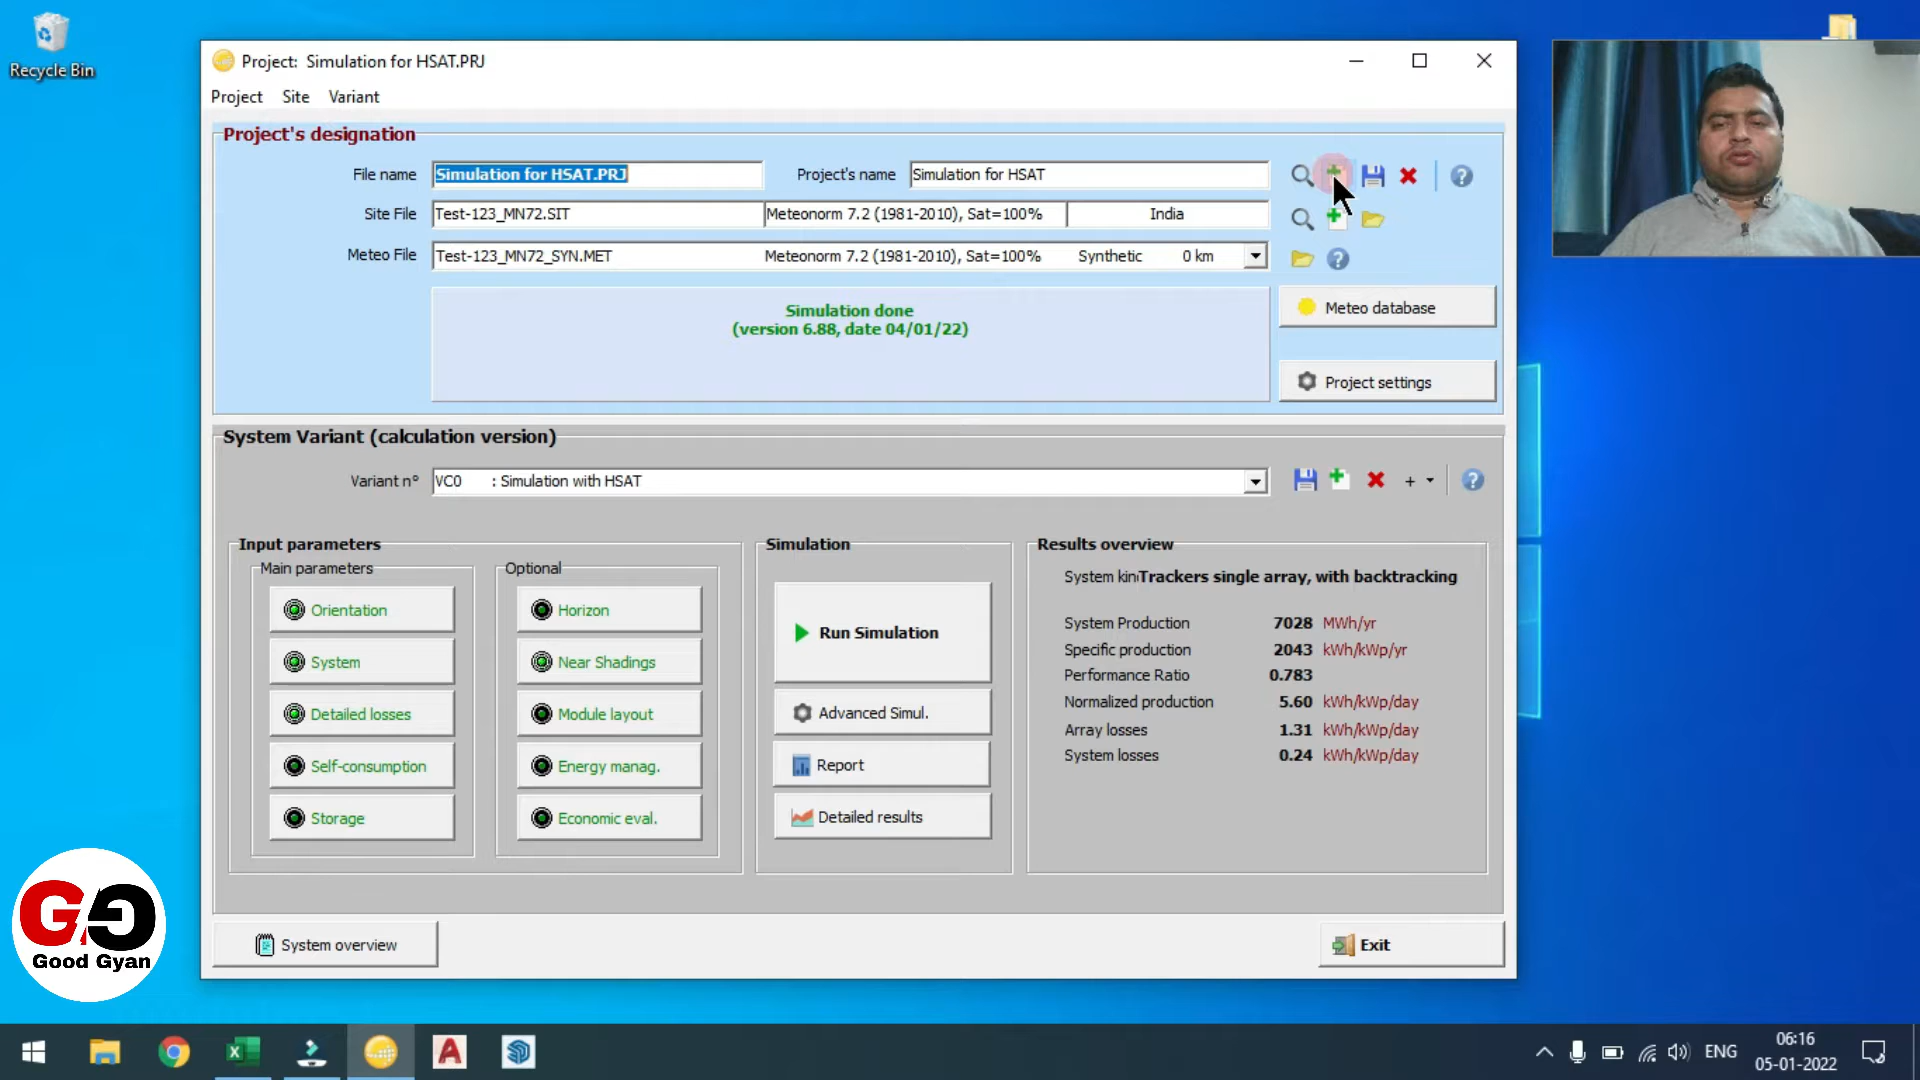 Recycle Bin
Project: Simulation for HSAT.PRJ
Project Site Variant
Project's designation
File name Simulation for HSAT.PRJ Project's name Simulation for HSAT
Site File Test-123_MN72.SIT Meteonorm 7.2 (1981-2010), Sat=100% India
Meteo File Test-123_MN72_SYN.MET Meteonorm 7.2 (1981-2010), Sat=100% Synthetic 0 km
Simulation done
(version 6.88, date 04/01/22)
Meteo database
Project settings
System Variant (calculation version)
Variant n° VC0 : Simulation with HSAT
Input parameters
Main parameters
Orientation
System
Detailed losses
Self-consumption
Storage
Optional
Horizon
Near Shadings
Module layout
Energy manag.
Economic eval.
Simulation
Run Simulation
Advanced Simul.
Report
Detailed results
Results overview
System kin Trackers single array, with backtracking
System Production 7028 MWh/yr
Specific production 2043 kWh/kWp/yr
Performance Ratio 0.783
Normalized production 5.60 kWh/kWp/day
Array losses 1.31 kWh/kWp/day
System losses 0.24 kWh/kWp/day
System overview
Exit
GG
Good Gyan
ENG
06:16
05-01-2022